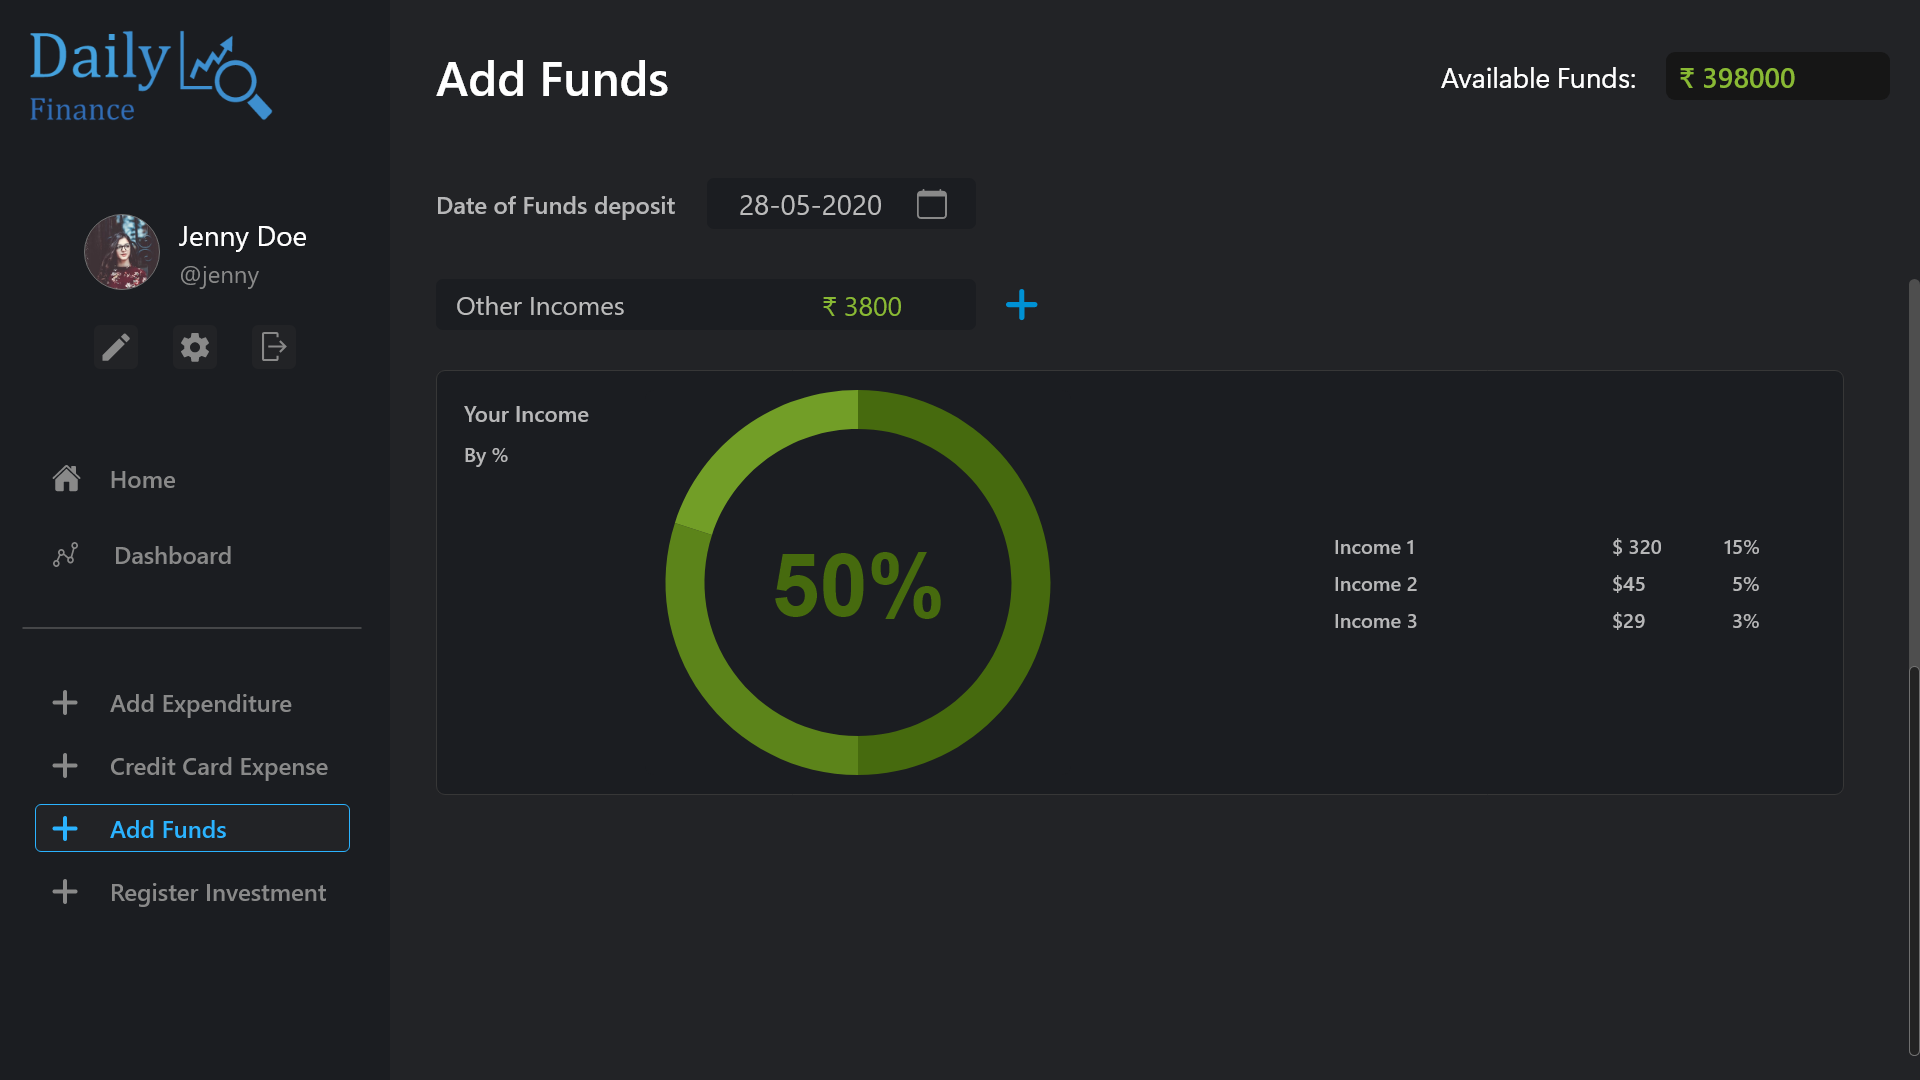 Daily
Finance
Jenny Doe
@jenny
Home
Dashboard
Add Expenditure
Credit Card Expense
Add Funds
Register Investment
Add Funds
Available Funds: ₹ 398000
Date of Funds deposit 28-05-2020
Other Incomes ₹ 3800
Your Income
By %
50%
Income 1 $ 320 15%
Income 2 $45 5%
Income 3 $29 3%